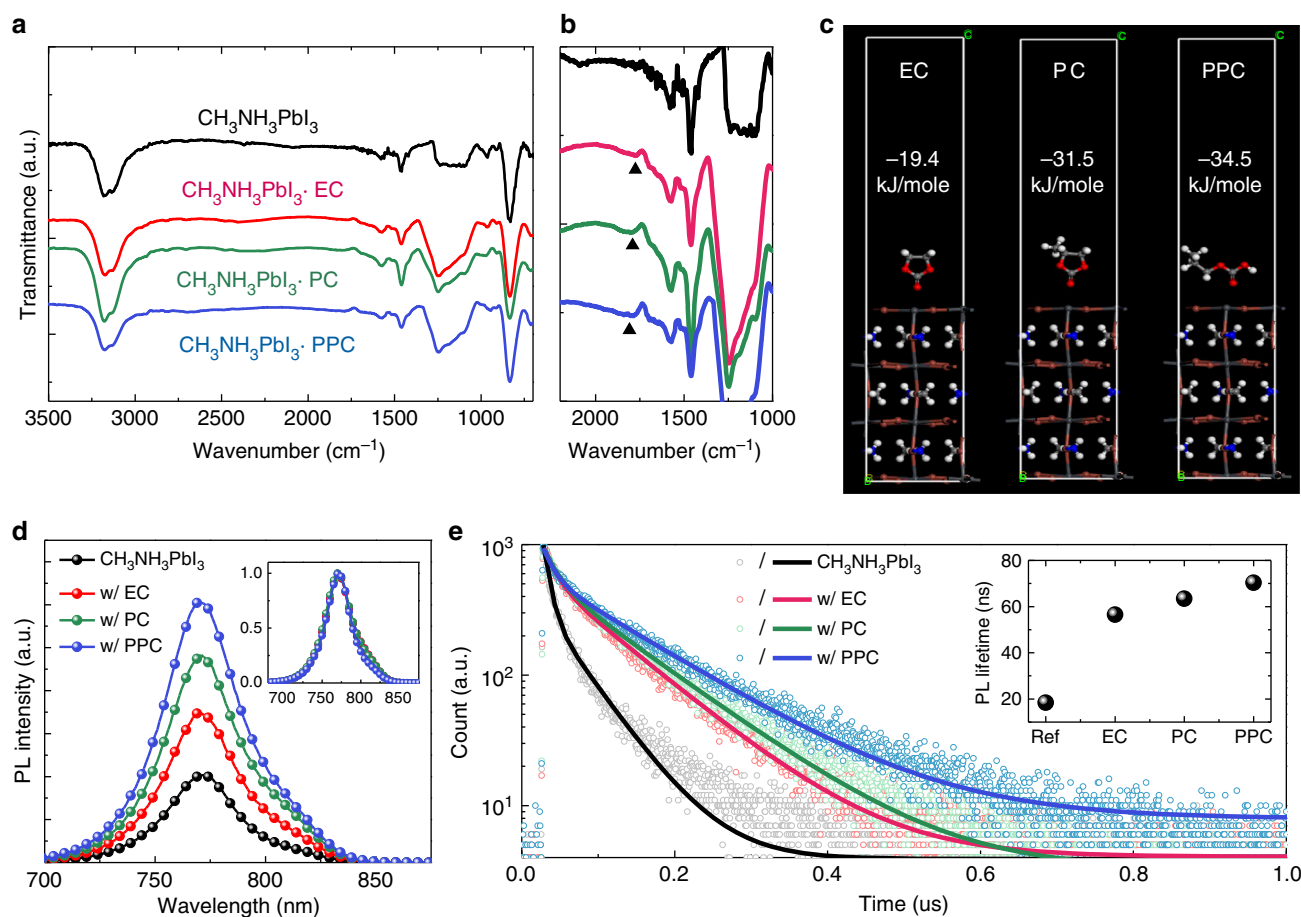 a
Transmittance (a.u.)
CH₃NH₃PbI₃
CH₃NH₃PbI₃· EC
CH₃NH₃PbI₃· PC
CH₃NH₃PbI₃· PPC
3500 3000 2500 2000 1500 1000
Wavenumber (cm⁻¹)
b
2000 1500 1000
Wavenumber (cm⁻¹)
c
C C C
EC PC PPC
–19.4 –31.5 –34.5
kJ/mole kJ/mole kJ/mole
d
PL intensity (a.u.)
CH₃NH₃PbI₃
w/ EC
w/ PC
w/ PPC
1.0
0.75
0.5
0.25
0.0
700 750 800 850
700 750 800 850
Wavelength (nm)
e
Count (a.u.)
10³
10²
10¹
/ CH₃NH₃PbI₃
/ w/ EC
/ w/ PC
/ w/ PPC
PL lifetime (ns)
80
60
40
20
Ref EC PC PPC
0.0 0.2 0.4 0.6 0.8 1.0
Time (us)